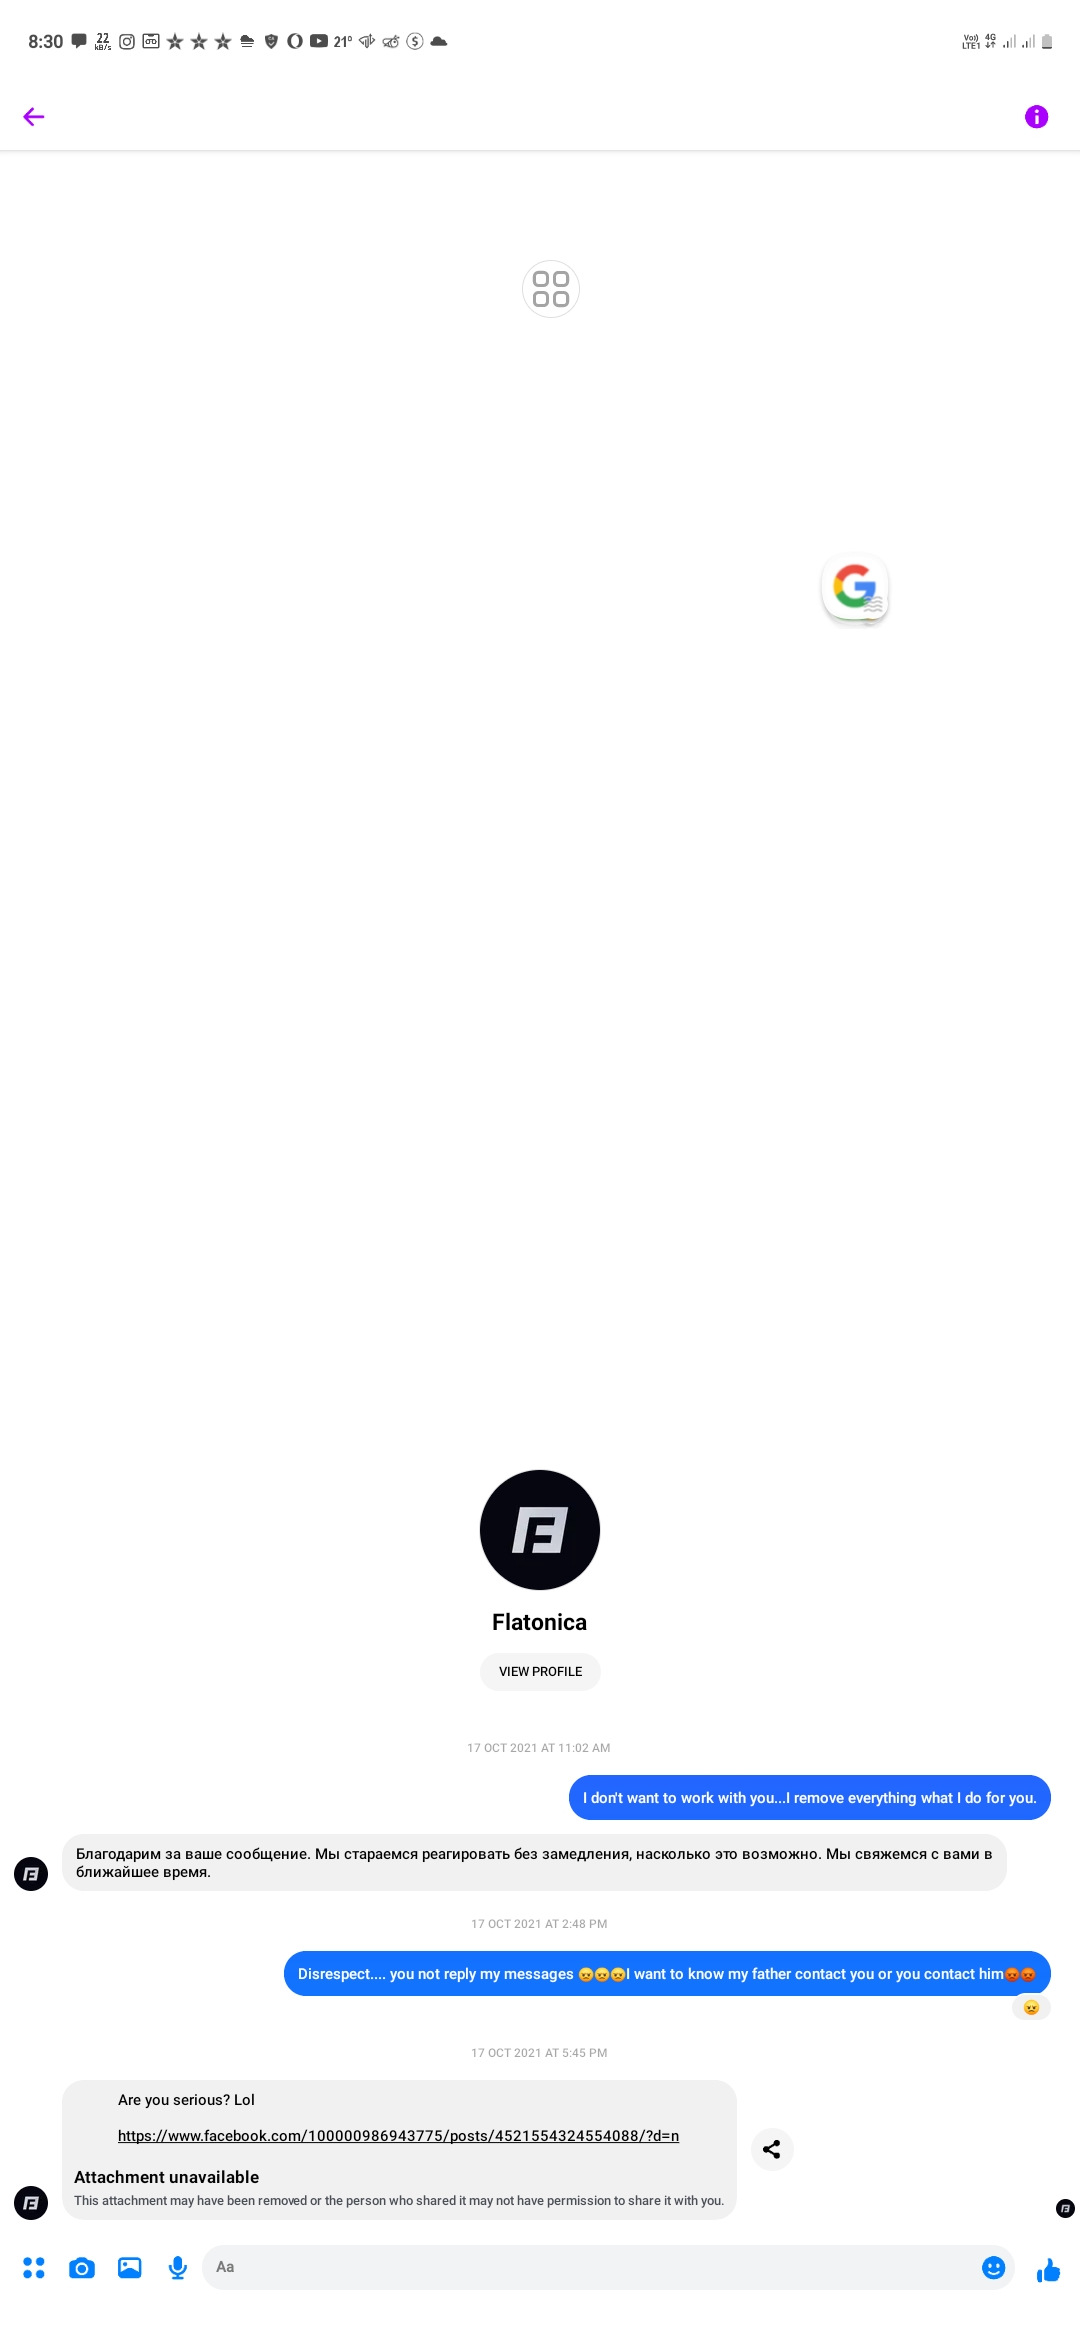 8:30 22 kB/s 21° Vo)) LTE1 4G
Flatonica
VIEW PROFILE
17 OCT 2021 AT 11:02 AM
I don't want to work with you...I remove everything what I do for you.
Благодарим за ваше сообщение. Мы стараемся реагировать без замедления, насколько это возможно. Мы свяжемся с вами в
ближайшее время.
17 OCT 2021 AT 2:48 PM
Disrespect.... you not reply my messages 😠😠😠I want to know my father contact you or you contact him😡😡
😠
17 OCT 2021 AT 5:45 PM
Are you serious? Lol
https://www.facebook.com/100000986943775/posts/4521554324554088/?d=n
Attachment unavailable
This attachment may have been removed or the person who shared it may not have permission to share it with you.
Aa